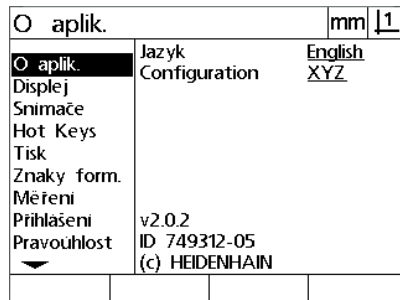 O aplik. mm 1
O aplik.
Displej
Snímače
Hot Keys
Tisk
Znaky form.
Měření
Přihlášení
Pravoúhlost
Jazyk English
Configuration XYZ
v2.0.2
ID 749312-05
(c) HEIDENHAIN